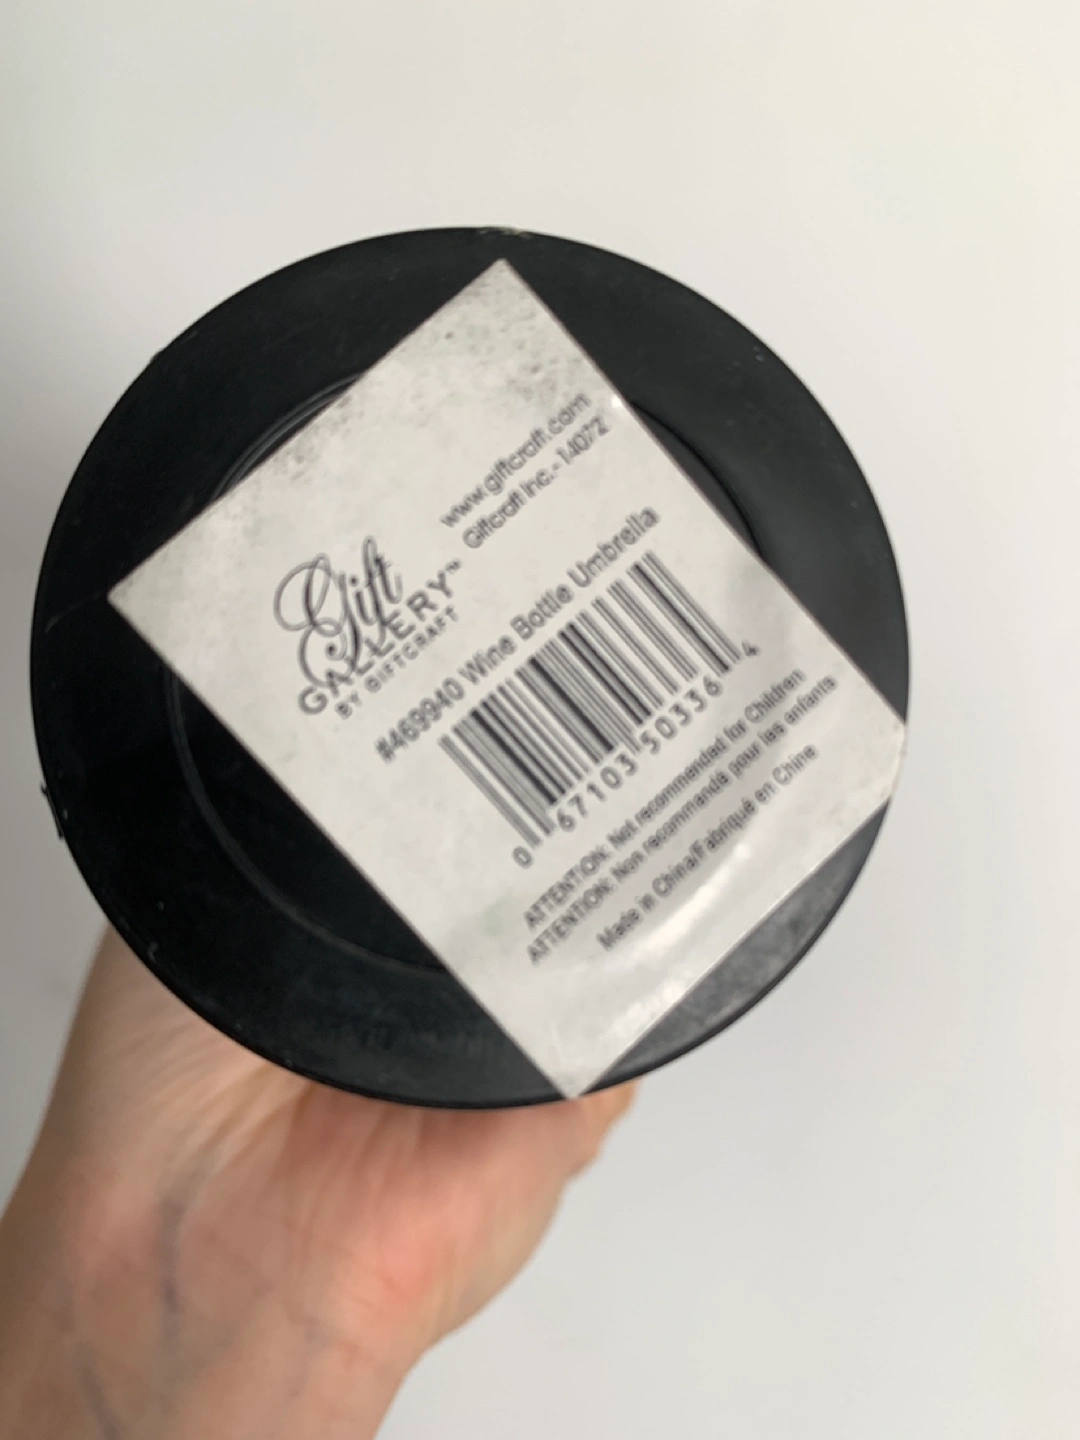 Gift
GALLERY™
BY GIFTCRAFT
www.giftcraft.com
Giftcraft Inc. - 14072
#469940 Wine Bottle Umbrella
0 67103 50336 4
ATTENTION: Not recommended for Children
ATTENTION: Non recommandé pour les enfants
Made in China/Fabriqué en Chine